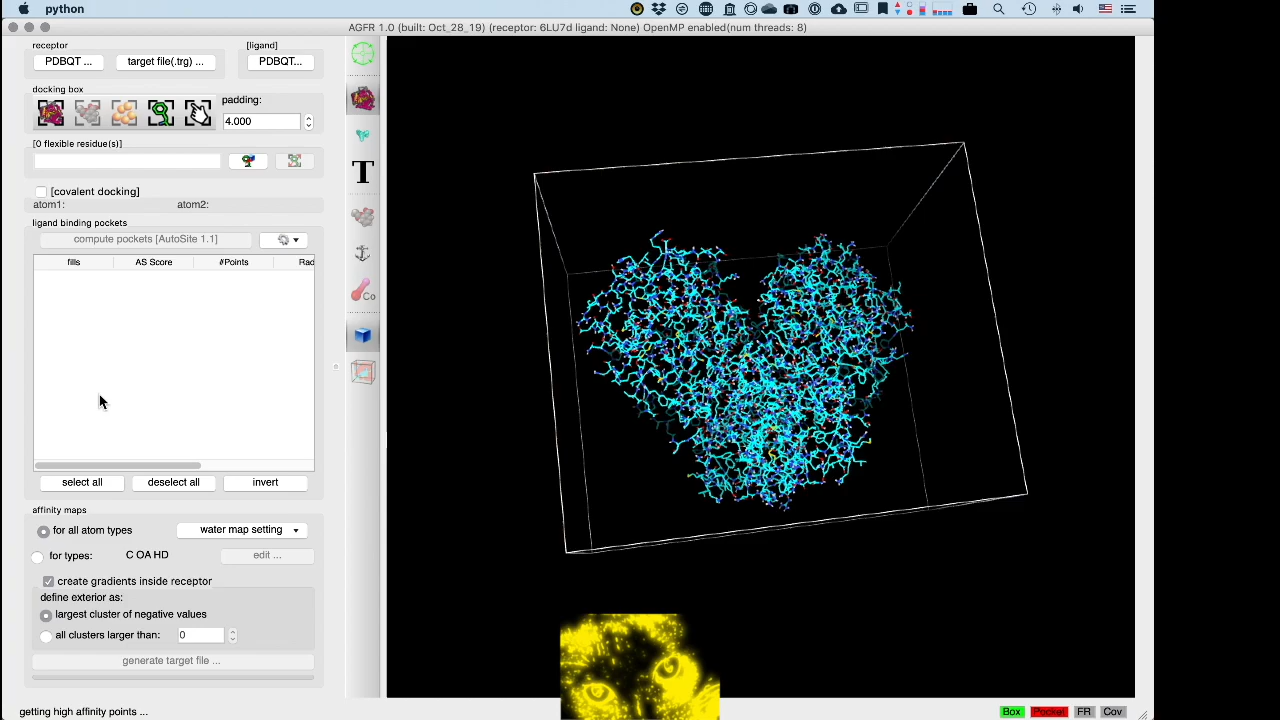 python
AGFR 1.0 (built: Oct_28_19) (receptor: 6LU7d ligand: None) OpenMP enabled(num threads: 8)
receptor
[ligand]
PDBQT ...
target file(.trg) ...
PDBQT...
docking box
padding:
4.000
[0 flexible residue(s)]
[covalent docking]
atom1:
atom2:
ligand binding pockets
compute pockets [AutoSite 1.1]
fills
AS Score
#Points
Rad
select all
deselect all
invert
affinity maps
for all atom types
water map setting
for types:
C OA HD
edit ...
create gradients inside receptor
define exterior as:
largest cluster of negative values
all clusters larger than:
0
generate target file ...
T
Co
getting high affinity points ...
Box
Pocket
FR
Cov